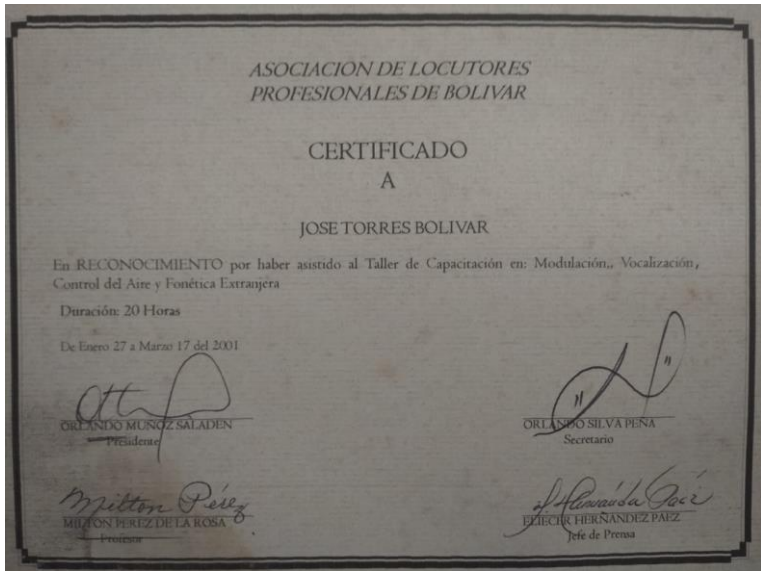 ASOCIACION DE LOCUTORES
PROFESIONALES DE BOLIVAR
CERTIFICADO
A
JOSE TORRES BOLIVAR
En RECONOCIMIENTO por haber asistido al Taller de Capacitación en: Modulación,, Vocalización,
Control del Aire y Fonética Extranjera
Duración: 20 Horas
De Enero 27 a Marzo 17 del 2001
ORLANDO MUÑOZ SALADEN
Presidente
ORLANDO SILVA PEÑA
Secretario
Milton Pérez
MILTON PEREZ DE LA ROSA
Profesor
Hernández Paez
ELIECER HERNANDEZ PAEZ
Jefe de Prensa